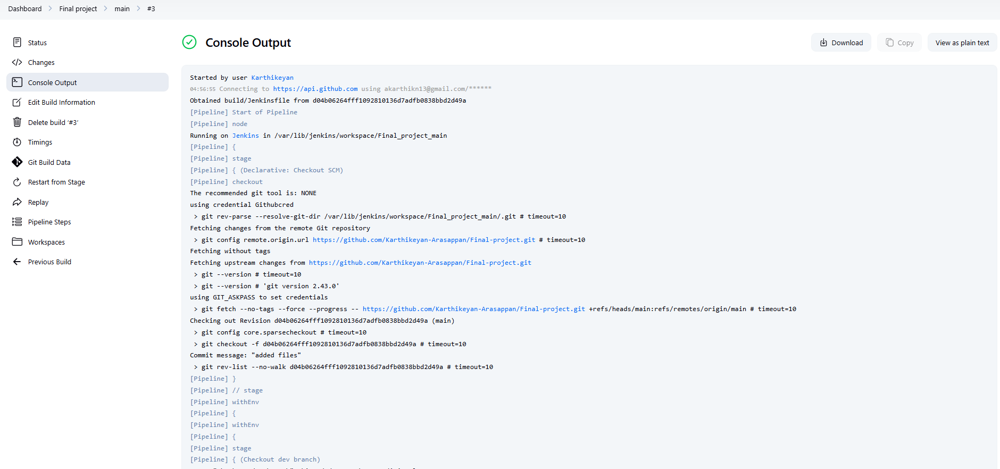 Dashboard > Final project > main > #3
Status
Changes
Console Output
Edit Build Information
Delete build ‘#3’
Timings
Git Build Data
Restart from Stage
Replay
Pipeline Steps
Workspaces
Previous Build
Console Output
Download
Copy
View as plain text
Started by user Karthikeyan
04:56:55 Connecting to https://api.github.com using akarthikn13@gmail.com/******
Obtained build/Jenkinsfile from d04b06264fff1092810136d7adfb0838bbd2d49a
[Pipeline] Start of Pipeline
[Pipeline] node
Running on Jenkins in /var/lib/jenkins/workspace/Final_project_main
[Pipeline] {
[Pipeline] stage
[Pipeline] { (Declarative: Checkout SCM)
[Pipeline] checkout
The recommended git tool is: NONE
using credential Githubcred
> git rev-parse --resolve-git-dir /var/lib/jenkins/workspace/Final_project_main/.git # timeout=10
Fetching changes from the remote Git repository
> git config remote.origin.url https://github.com/Karthikeyan-Arasappan/Final-project.git # timeout=10
Fetching without tags
Fetching upstream changes from https://github.com/Karthikeyan-Arasappan/Final-project.git
> git --version # timeout=10
> git --version # 'git version 2.43.0'
using GIT_ASKPASS to set credentials
> git fetch --no-tags --force --progress -- https://github.com/Karthikeyan-Arasappan/Final-project.git +refs/heads/main:refs/remotes/origin/main # timeout=10
Checking out Revision d04b06264fff1092810136d7adfb0838bbd2d49a (main)
> git config core.sparsecheckout # timeout=10
> git checkout -f d04b06264fff1092810136d7adfb0838bbd2d49a # timeout=10
Commit message: "added files"
> git rev-list --no-walk d04b06264fff1092810136d7adfb0838bbd2d49a # timeout=10
[Pipeline] }
[Pipeline] // stage
[Pipeline] withEnv
[Pipeline] {
[Pipeline] withEnv
[Pipeline] {
[Pipeline] stage
[Pipeline] { (Checkout dev branch)